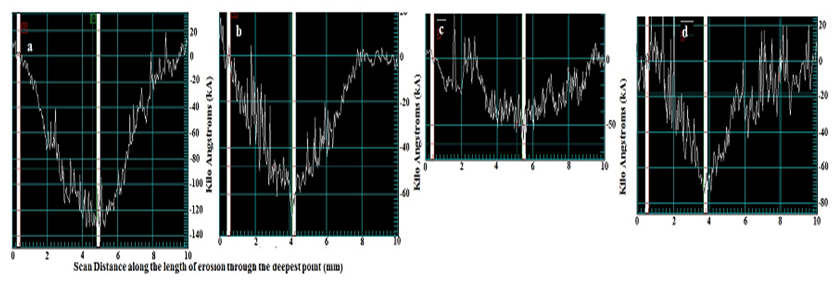 a
b
c
d
20
0
-20
-40
-60
-80
-100
-120
-140
Kilo Angstroms (kA)
0
-20
-40
-60
Kilo Angstroms (kA)
0
-50
Kilo Angstroms (kA)
20
0
-20
-40
-60
-80
0 2 4 6 8 10
0 2 4 6 8 10
0 2 4 6 8 10
0 2 4 6 8 10
Scan Distance along the length of erosion through the deepest point (mm)